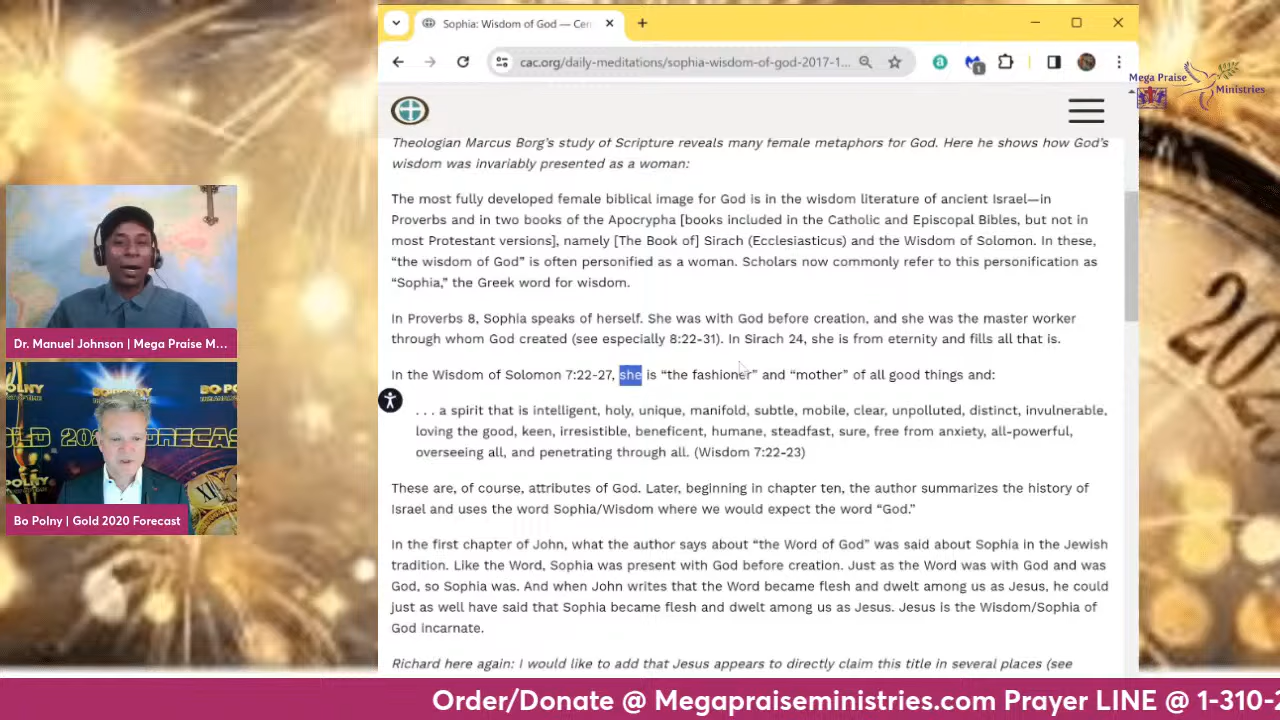 Sophia: Wisdom of God — Cen
cac.org/daily-meditations/sophia-wisdom-of-god-2017-1...
1
Mega Praise
Ministries
Theologian Marcus Borg's study of Scripture reveals many female metaphors for God. Here he shows how God's
wisdom was invariably presented as a woman:
The most fully developed female biblical image for God is in the wisdom literature of ancient Israel—in
Proverbs and in two books of the Apocrypha [books included in the Catholic and Episcopal Bibles, but not in
most Protestant versions], namely [The Book of] Sirach (Ecclesiasticus) and the Wisdom of Solomon. In these,
“the wisdom of God” is often personified as a woman. Scholars now commonly refer to this personification as
“Sophia,” the Greek word for wisdom.
In Proverbs 8, Sophia speaks of herself. She was with God before creation, and she was the master worker
through whom God created (see especially 8:22-31). In Sirach 24, she is from eternity and fills all that is.
In the Wisdom of Solomon 7:22-27, she is “the fashioner” and “mother” of all good things and:
. . . a spirit that is intelligent, holy, unique, manifold, subtle, mobile, clear, unpolluted, distinct, invulnerable,
loving the good, keen, irresistible, beneficent, humane, steadfast, sure, free from anxiety, all-powerful,
overseeing all, and penetrating through all. (Wisdom 7:22-23)
These are, of course, attributes of God. Later, beginning in chapter ten, the author summarizes the history of
Israel and uses the word Sophia/Wisdom where we would expect the word “God.”
In the first chapter of John, what the author says about “the Word of God” was said about Sophia in the Jewish
tradition. Like the Word, Sophia was present with God before creation. Just as the Word was with God and was
God, so Sophia was. And when John writes that the Word became flesh and dwelt among us as Jesus, he could
just as well have said that Sophia became flesh and dwelt among us as Jesus. Jesus is the Wisdom/Sophia of
God incarnate.
Richard here again: I would like to add that Jesus appears to directly claim this title in several places (see
Dr. Manuel Johnson | Mega Praise M...
Bo Polny | Gold 2020 Forecast
202
Order/Donate @ Megapraiseministries.com Prayer LINE @ 1-310-2